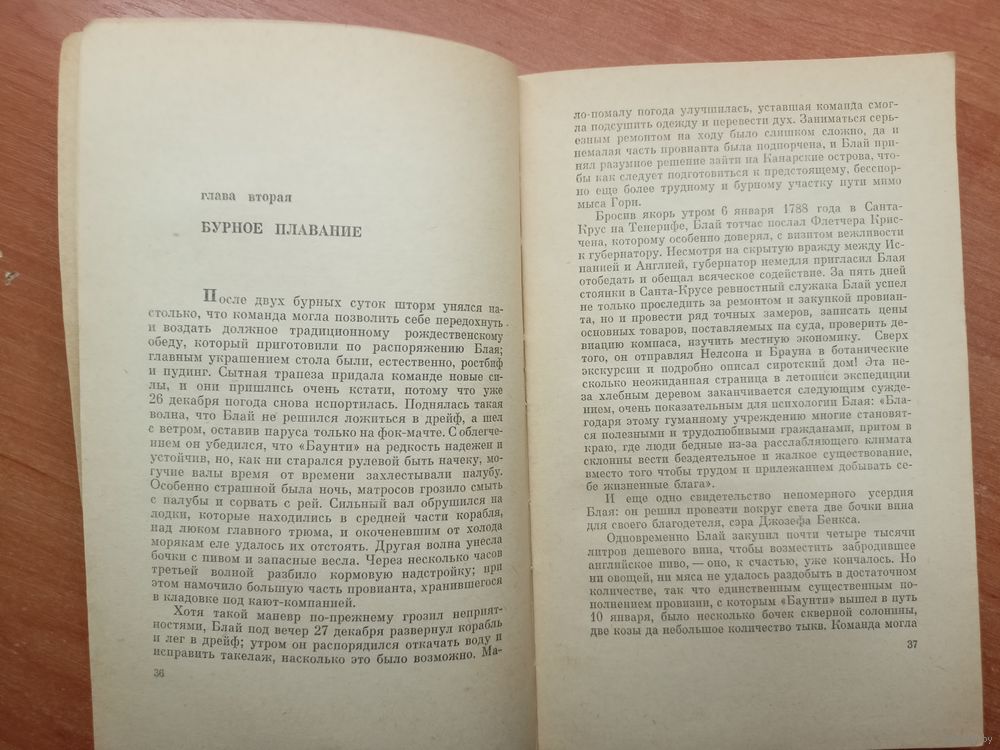 глава вторая
БУРНОЕ ПЛАВАНИЕ
После двух бурных суток шторм унялся на-
столько, что команда могла позволить себе передохнуть
и воздать должное традиционному рождественскому
обеду, который приготовили по распоряжению Блая;
главным украшением стола были, естественно, ростбиф
и пудинг. Сытная трапеза придала команде новые си-
лы, и они пришлись очень кстати, потому что уже
26 декабря погода снова испортилась. Поднялась такая
волна, что Блай не решился ложиться в дрейф, а шел
с ветром, оставив паруса только на фок-мачте. С облегче-
нием он убедился, что «Баунти» на редкость надежен и
устойчив, но, как ни старался рулевой быть начеку, мо-
гучие валы время от времени захлестывали палубу.
Особенно страшной была ночь, матросов грозило смыть
с палубы и сорвать с рей. Сильный вал обрушился на
лодки, которые находились в средней части корабля,
над люком главного трюма, и окоченевшим от холода
морякам еле удалось их отстоять. Другая волна унесла
бочки с пивом и запасные весла. Через несколько часов
третьей волной разбило кормовую надстройку; при
этом намочило большую часть провианта, хранившегося
в кладовке под кают-компанией.
Хотя такой маневр по-прежнему грозил неприят-
ностями, Блай под вечер 27 декабря развернул корабль
и лег в дрейф; утром он распорядился откачать воду и
исправить такелаж, насколько это было возможно. Ма-
36
ло-помалу погода улучшилась, уставшая команда смог-
ла подсушить одежду и перевести дух. Заниматься серь-
езным ремонтом на ходу было слишком сложно, да и
немалая часть провианта была подпорчена, и Блай при-
нял разумное решение зайти на Канарские острова, что-
бы как следует подготовиться к предстоящему, бесспор-
но еще более трудному и бурному участку пути мимо
мыса Горн.
Бросив якорь утром 6 января 1788 года в Санта-
Крус на Тенерифе, Блай тотчас послал Флетчера Крис-
чена, которому особенно доверял, с визитом вежливости
к губернатору. Несмотря на скрытую вражду между Ис-
панией и Англией, губернатор немедля пригласил Блая
отобедать и обещал всяческое содействие. За пять дней
стоянки в Санта-Крусе ревностный служака Блай успел
не только проследить за ремонтом и закупкой провиан-
та, но и провести ряд точных замеров, записать цены
основных товаров, поставляемых на суда, проверить де-
виацию компаса, изучить местную экономику. Сверх
того, он отправлял Нелсона и Брауна в ботанические
экскурсии и подробно описал сиротский дом! Эта не-
сколько неожиданная страница в летописи экспедиции
за хлебным деревом заканчивается следующим сужде-
нием, очень показательным для психологии Блая: «Бла-
годаря этому гуманному учреждению многие становят-
ся полезными и трудолюбивыми гражданами, притом в
краю, где люди бедные из-за расслабляющего климата
склонны вести бездеятельное и жалкое существование,
вместо того чтобы трудом и прилежанием добывать се-
бе жизненные блага».
И еще одно свидетельство непомерного усердия
Блая: он решил провезти вокруг света две бочки вина
для своего благодетеля, сэра Джозефа Бенкса.
Одновременно Блай закупил почти четыре тысячи
литров дешевого вина, чтобы возместить забродившее
английское пиво, — оно, к счастью, уже кончалось. Но
ни овощей, ни мяса не удалось раздобыть в достаточном
количестве, так что единственным существенным по-
полнением провизии, с которым «Баунти» вышел в путь
10 января, было несколько бочек скверной солонины,
две козы да небольшое количество тыкв. Команда могла
37